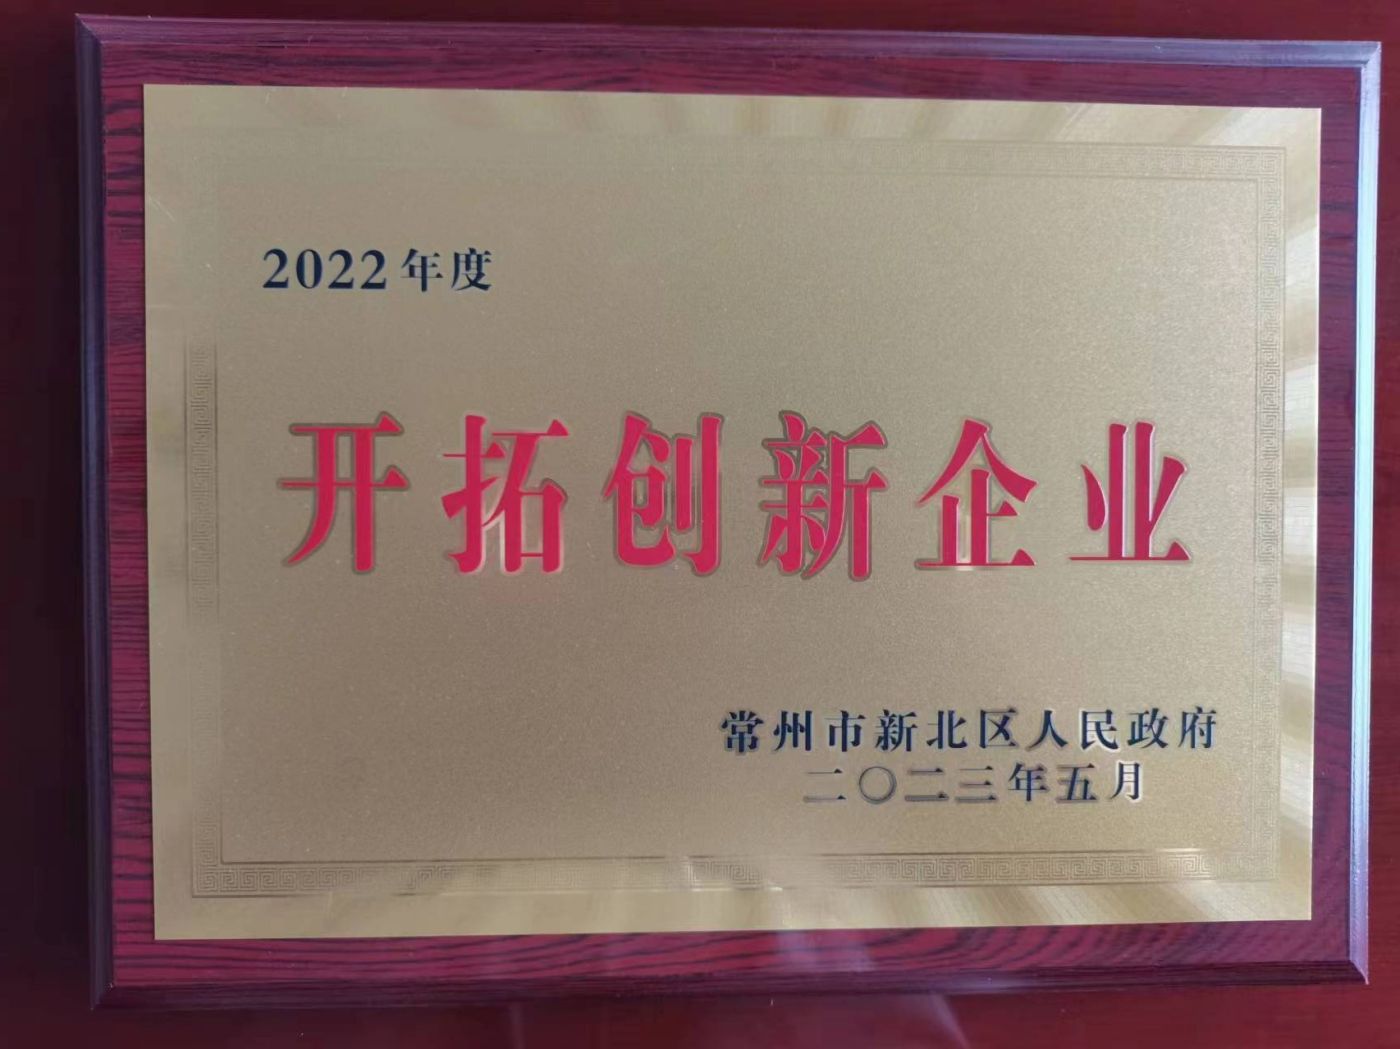 2022年度
开拓创新企业
常州市新北区人民政府
二〇二三年五月